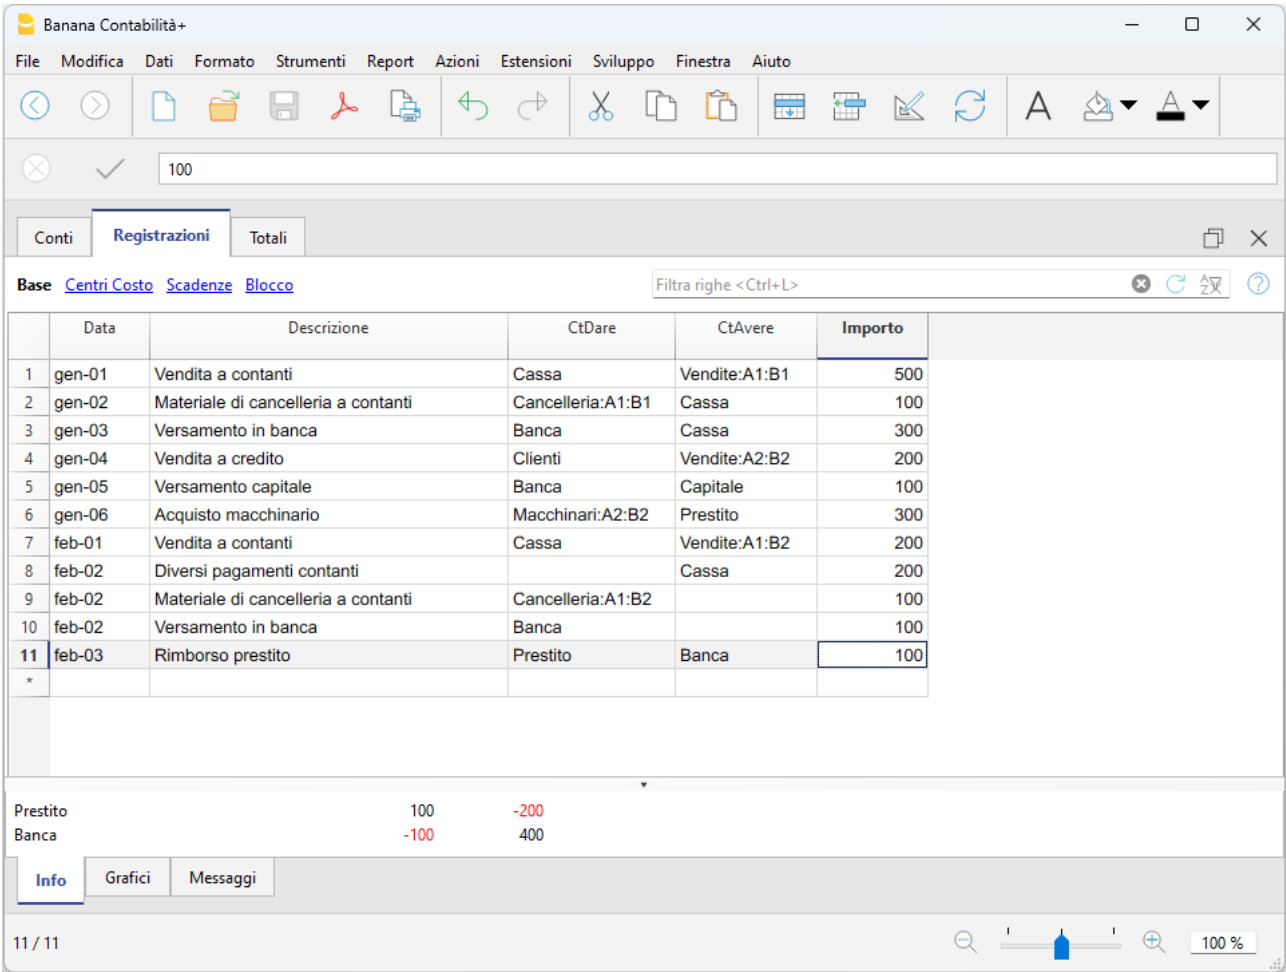 Banana Contabilità+
File Modifica Dati Formato Strumenti Report Azioni Estensioni Sviluppo Finestra Aiuto
100
Conti Registrazioni Totali
Base Centri Costo Scadenze Blocco Filtra righe <Ctrl+L>
Data Descrizione CtDare CtAvere Importo
1 gen-01 Vendita a contanti Cassa Vendite:A1:B1 500
2 gen-02 Materiale di cancelleria a contanti Cancelleria:A1:B1 Cassa 100
3 gen-03 Versamento in banca Banca Cassa 300
4 gen-04 Vendita a credito Clienti Vendite:A2:B2 200
5 gen-05 Versamento capitale Banca Capitale 100
6 gen-06 Acquisto macchinario Macchinari:A2:B2 Prestito 300
7 feb-01 Vendita a contanti Cassa Vendite:A1:B2 200
8 feb-02 Diversi pagamenti contanti Cassa 200
9 feb-02 Materiale di cancelleria a contanti Cancelleria:A1:B2 100
10 feb-02 Versamento in banca Banca 100
11 feb-03 Rimborso prestito Prestito Banca 100
*
Prestito 100 -200
Banca -100 400
Info Grafici Messaggi
11 / 11 100 %